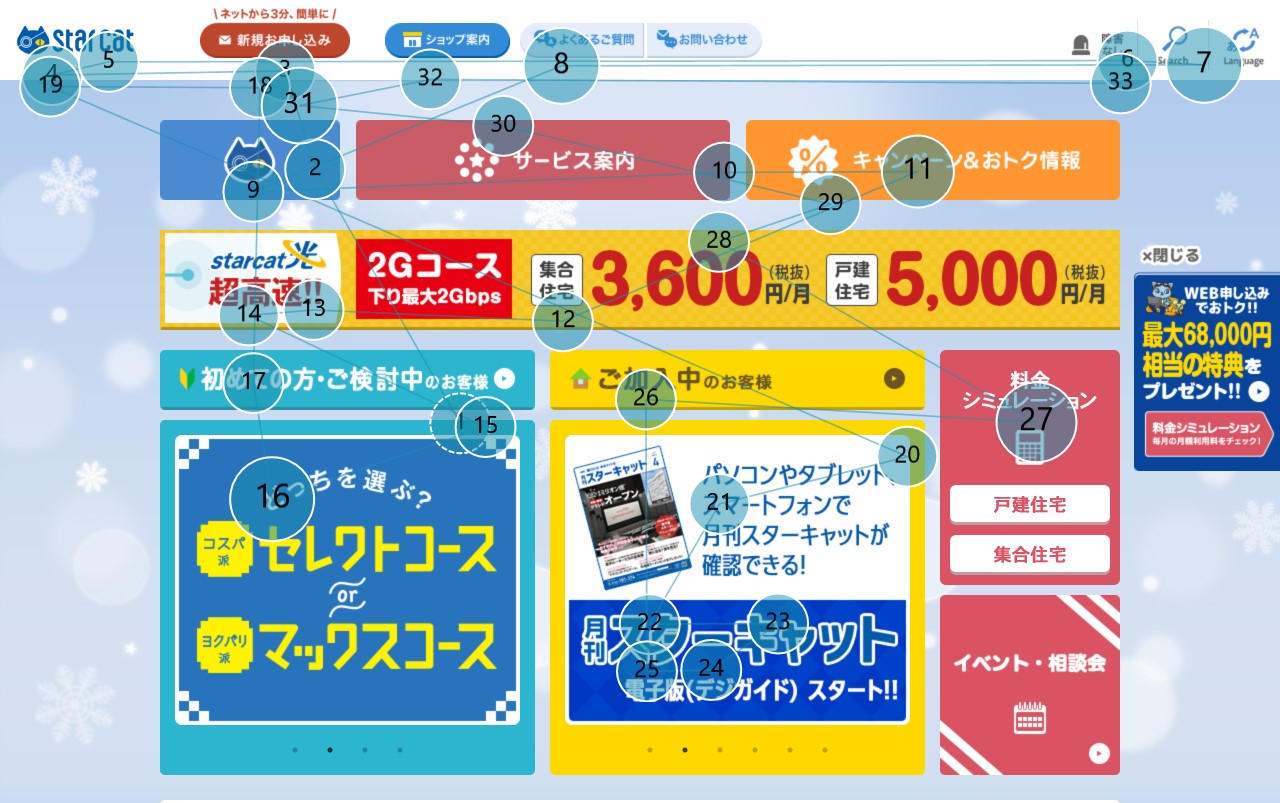 \ネットから3分、簡単に/
starcat
新規お申し込み
ショップ案内
よくあるご質問
お問い合わせ
障害
なし
Search
Language
サービス案内
キャンペーン&おトク情報
starcat光
超高速!!
2Gコース
下り最大2Gbps
集合
住宅
3,600
(税抜)
円/月
戸建
住宅
5,000
(税抜)
円/月
×閉じる
WEB申し込み
でおトク!!
最大68,000円
相当の特典を
プレゼント!!
料金シミュレーション
毎月の月額利用料をチェック!
初めての方・ご検討中のお客様
ご加入中のお客様
料金
シミュレーション
戸建住宅
集合住宅
どっちを選ぶ?
コスパ
派
セレクトコース
or
ヨクバリ
派
マックスコース
月刊スターキャット
4
オープン
パソコンやタブレット、
スマートフォンで
月刊スターキャットが
確認できる!
月刊スターキャット
電子版(デジガイド) スタート!!
イベント・相談会
2
3
4
5
6
7
8
9
10
11
12
13
14
15
16
17
18
19
20
21
22
23
24
25
26
27
28
29
30
31
32
33